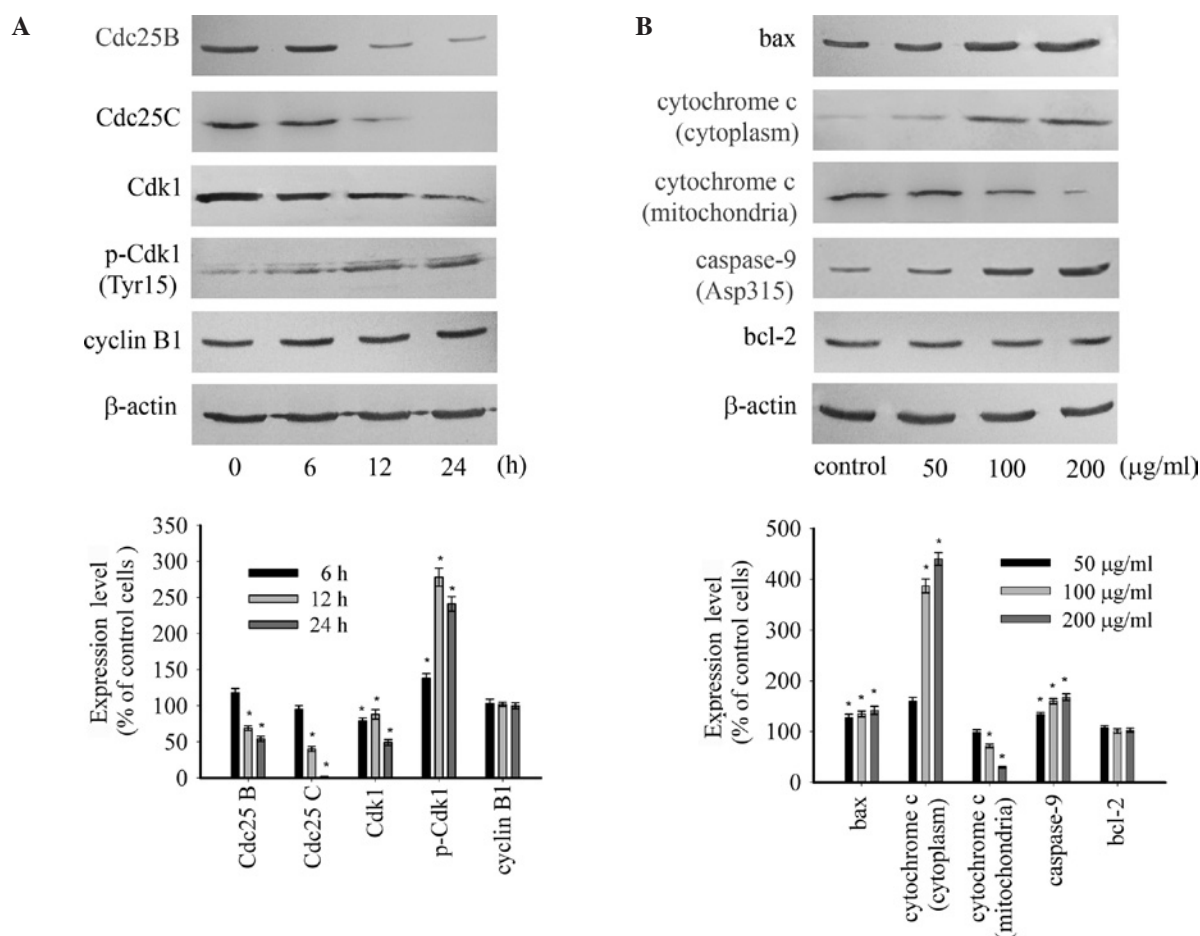 A
Cdc25B
Cdc25C
Cdk1
p-Cdk1
(Tyr15)
cyclin B1
β-actin
0 6 12 24 (h)
Expression level
(% of control cells )
350
300
250
200
150
100
50
0
6 h
12 h
24 h
* * * * * * * * * *
Cdc25 B
Cdc25 C
Cdk1
p-Cdk1
cyclin B1
B
bax
cytochrome c
(cytoplasm)
cytochrome c
(mitochondria)
caspase-9
(Asp315)
bcl-2
β-actin
control 50 100 200 (μg/ml)
Expression level
(% of control cells)
500
400
300
200
100
0
50 μg/ml
100 μg/ml
200 μg/ml
* * * * * * * * * *
bax
cytochrome c
(cytoplasm)
cytochrome c
(mitochondria)
caspase-9
bcl-2